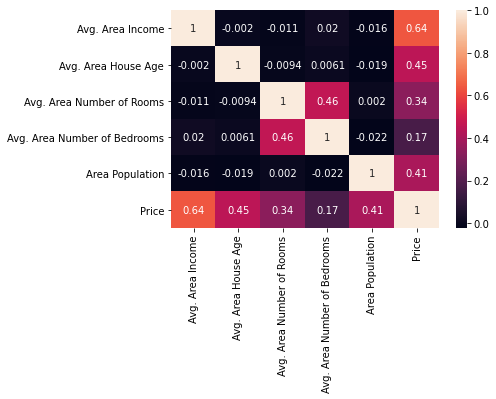 Avg. Area Income 1 -0.002 -0.011 0.02 -0.016 0.64
Avg. Area House Age -0.002 1 -0.0094 0.0061 -0.019 0.45
Avg. Area Number of Rooms -0.011 -0.0094 1 0.46 0.002 0.34
Avg. Area Number of Bedrooms 0.02 0.0061 0.46 1 -0.022 0.17
Area Population -0.016 -0.019 0.002 -0.022 1 0.41
Price 0.64 0.45 0.34 0.17 0.41 1
Avg. Area Income
Avg. Area House Age
Avg. Area Number of Rooms
Avg. Area Number of Bedrooms
Area Population
Price
1.0
0.8
0.6
0.4
0.2
0.0